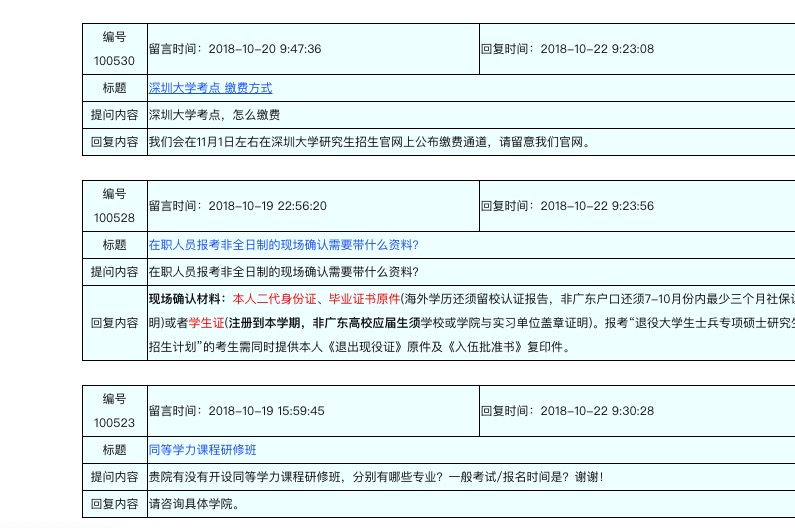 编号
100530
留言时间：2018-10-20 9:47:36
回复时间：2018-10-22 9:23:08
标题
深圳大学考点 缴费方式
提问内容
深圳大学考点，怎么缴费
回复内容
我们会在11月1日左右在深圳大学研究生招生官网上公布缴费通道，请留意我们官网。
编号
100528
留言时间：2018-10-19 22:56:20
回复时间：2018-10-22 9:23:56
标题
在职人员报考非全日制的现场确认需要带什么资料？
提问内容
在职人员报考非全日制的现场确认需要带什么资料？
回复内容
现场确认材料：本人二代身份证、毕业证书原件(海外学历还须留校认证报告，非广东户口还须7-10月份内最少三个月社保
明)或者学生证(注册到本学期，非广东高校应届生须学校或学院与实习单位盖章证明)。报考“退役大学生士兵专项硕士研究
招生计划”的考生需同时提供本人《退出现役证》原件及《入伍批准书》复印件。
编号
100523
留言时间：2018-10-19 15:59:45
回复时间：2018-10-22 9:30:28
标题
同等学力课程研修班
提问内容
贵院有没有开设同等学力课程研修班，分别有哪些专业？一般考试/报名时间是？谢谢！
回复内容
请咨询具体学院。